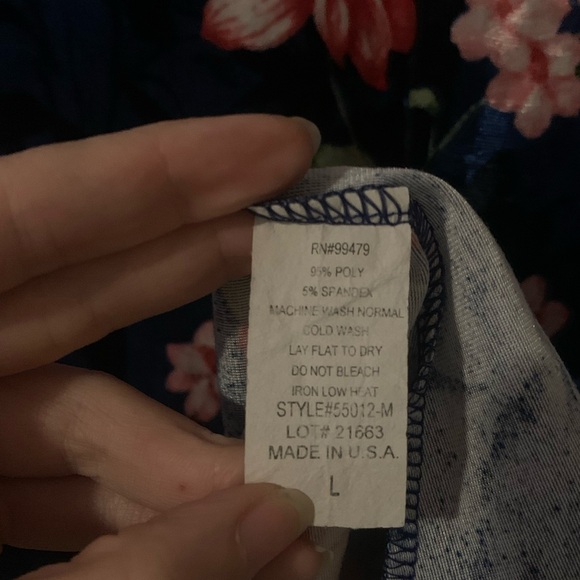 RN#99479
95% POLY
5% SPANDEX
MACHINE WASH NORMAL
COLD WASH
LAY FLAT TO DRY
DO NOT BLEACH
IRON LOW HEAT
STYLE#55012-M
LOT# 21663
MADE IN U.S.A.
L